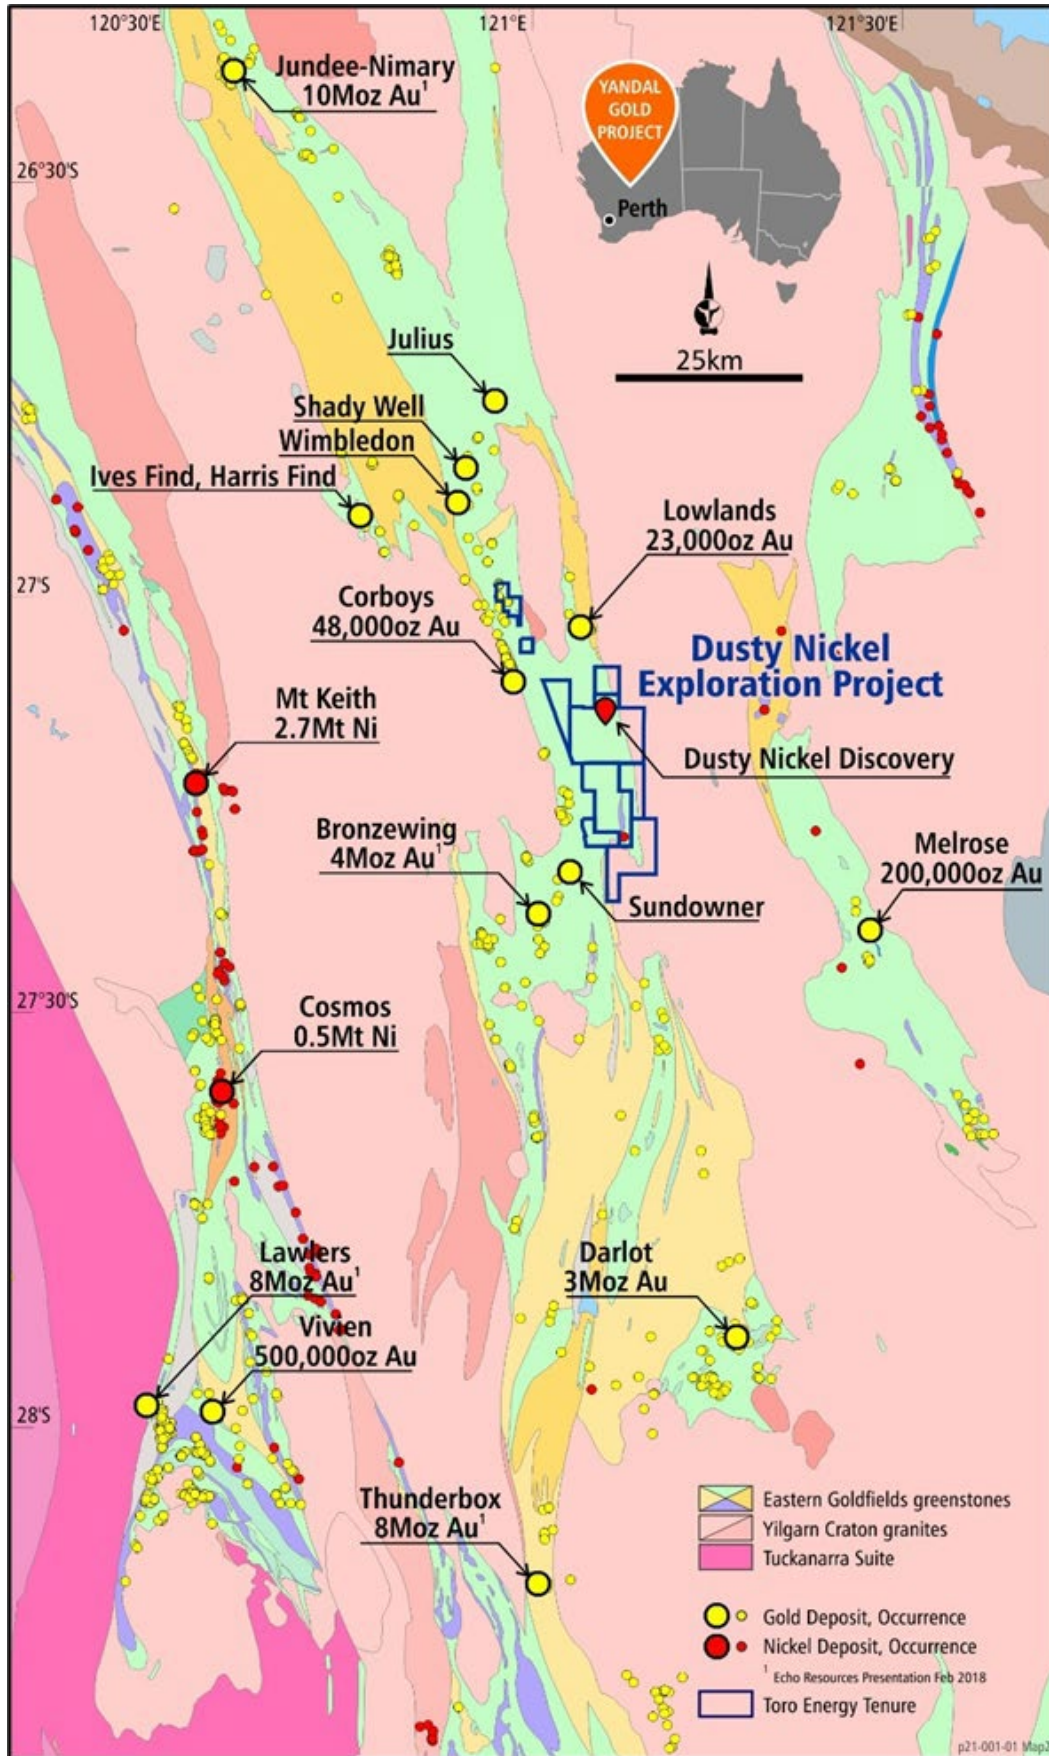 120°30'E
121°E
121°30'E
Jundee-Nimary
10Moz Au¹
YANDAL
GOLD
PROJECT
26°30'S
Perth
Julius
25km
Shady Well
Wimbledon
Ives Find, Harris Find
Lowlands
23,000oz Au
27°S
Corboys
48,000oz Au
Dusty Nickel
Exploration Project
Mt Keith
2.7Mt Ni
Dusty Nickel Discovery
Bronzewing
4Moz Au¹
Melrose
200,000oz Au
Sundowner
27°30'S
Cosmos
0.5Mt Ni
Lawlers
8Moz Au¹
Darlot
3Moz Au
Vivien
500,000oz Au
28°S
Thunderbox
8Moz Au¹
Eastern Goldfields greenstones
Yilgarn Craton granites
Tuckanarra Suite
Gold Deposit, Occurrence
Nickel Deposit, Occurrence
¹ Echo Resources Presentation Feb 2018
Toro Energy Tenure
p21-001-01 Map2